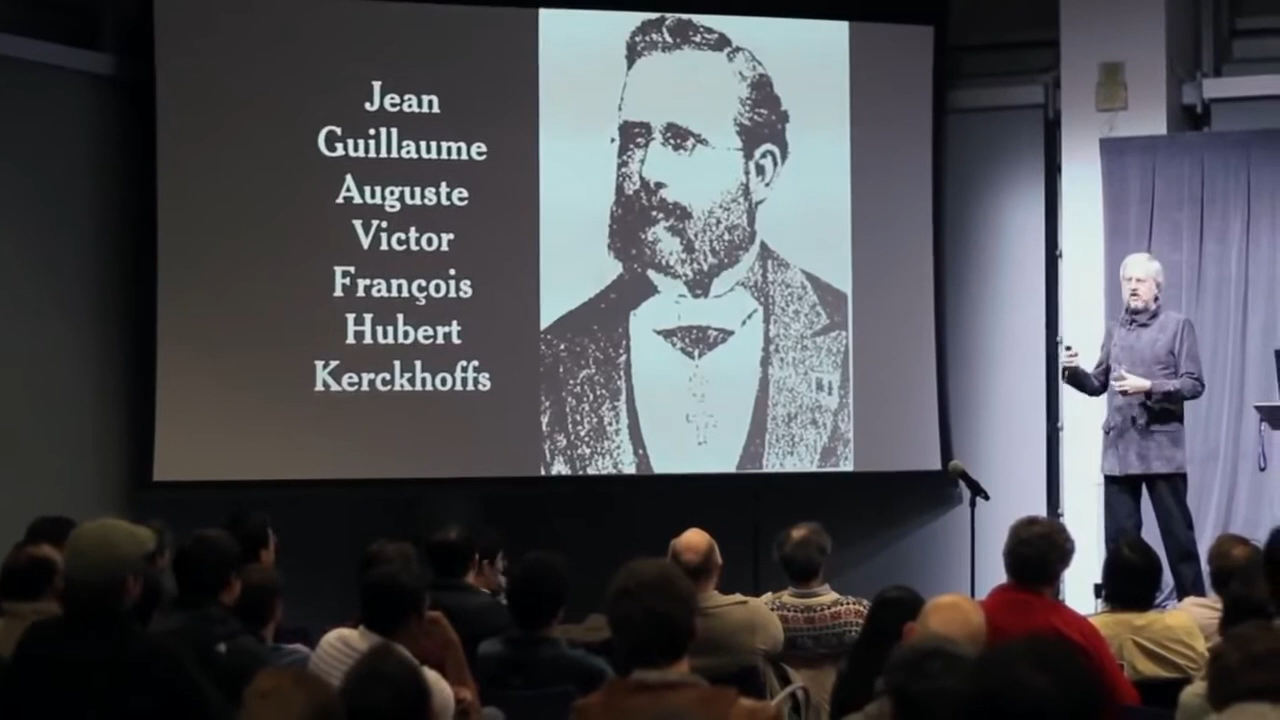 Jean
Guillaume
Auguste
Victor
François
Hubert
Kerckhoffs